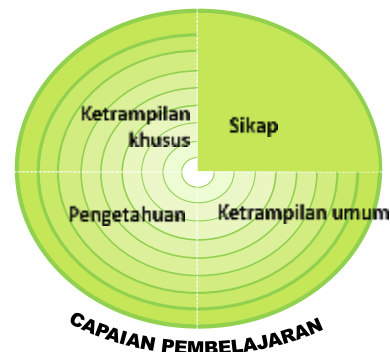 Ketrampilan
khusus
Sikap
Pengetahuan
Ketrampilan umum
CAPAIAN PEMBELAJARAN